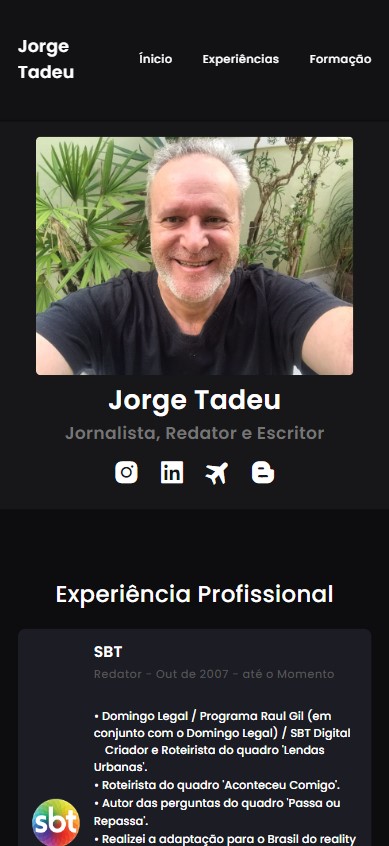 Jorge
Tadeu
Ínicio
Experiências
Formação
Jorge Tadeu
Jornalista, Redator e Escritor
in
Experiência Profissional
SBT
Redator - Out de 2007 - até o Momento
• Domingo Legal / Programa Raul Gil (em
conjunto com o Domingo Legal) / SBT Digital
Criador e Roteirista do quadro 'Lendas
Urbanas'.
• Roteirista do quadro 'Aconteceu Comigo'.
• Autor das perguntas do quadro 'Passa ou
Repassa'.
sbt
• Realizei a adaptação para o Brasil do reality